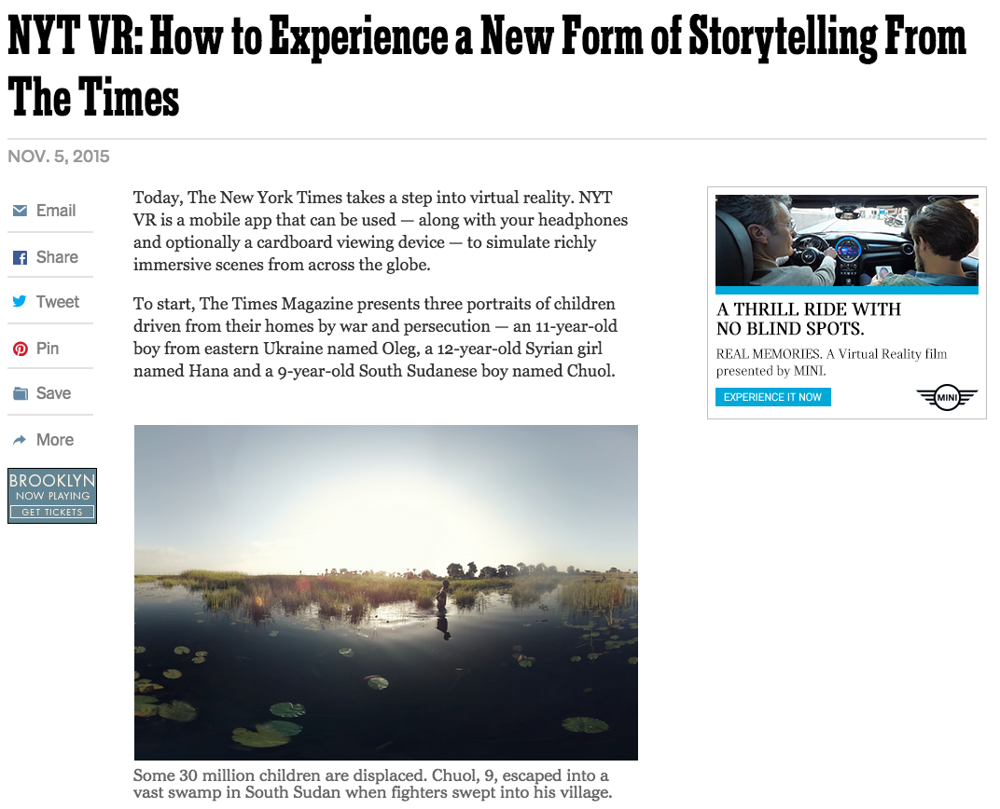 NYT VR: How to Experience a New Form of Storytelling From
The Times
NOV. 5, 2015
Email
Share
Tweet
Pin
Save
More
BROOKLYN
NOW PLAYING
GET TICKETS
Today, The New York Times takes a step into virtual reality. NYT
VR is a mobile app that can be used — along with your headphones
and optionally a cardboard viewing device — to simulate richly
immersive scenes from across the globe.
To start, The Times Magazine presents three portraits of children
driven from their homes by war and persecution — an 11-year-old
boy from eastern Ukraine named Oleg, a 12-year-old Syrian girl
named Hana and a 9-year-old South Sudanese boy named Chuol.
Some 30 million children are displaced. Chuol, 9, escaped into a
vast swamp in South Sudan when fighters swept into his village.
A THRILL RIDE WITH
NO BLIND SPOTS.
REAL MEMORIES. A Virtual Reality film
presented by MINI.
EXPERIENCE IT NOW
MINI